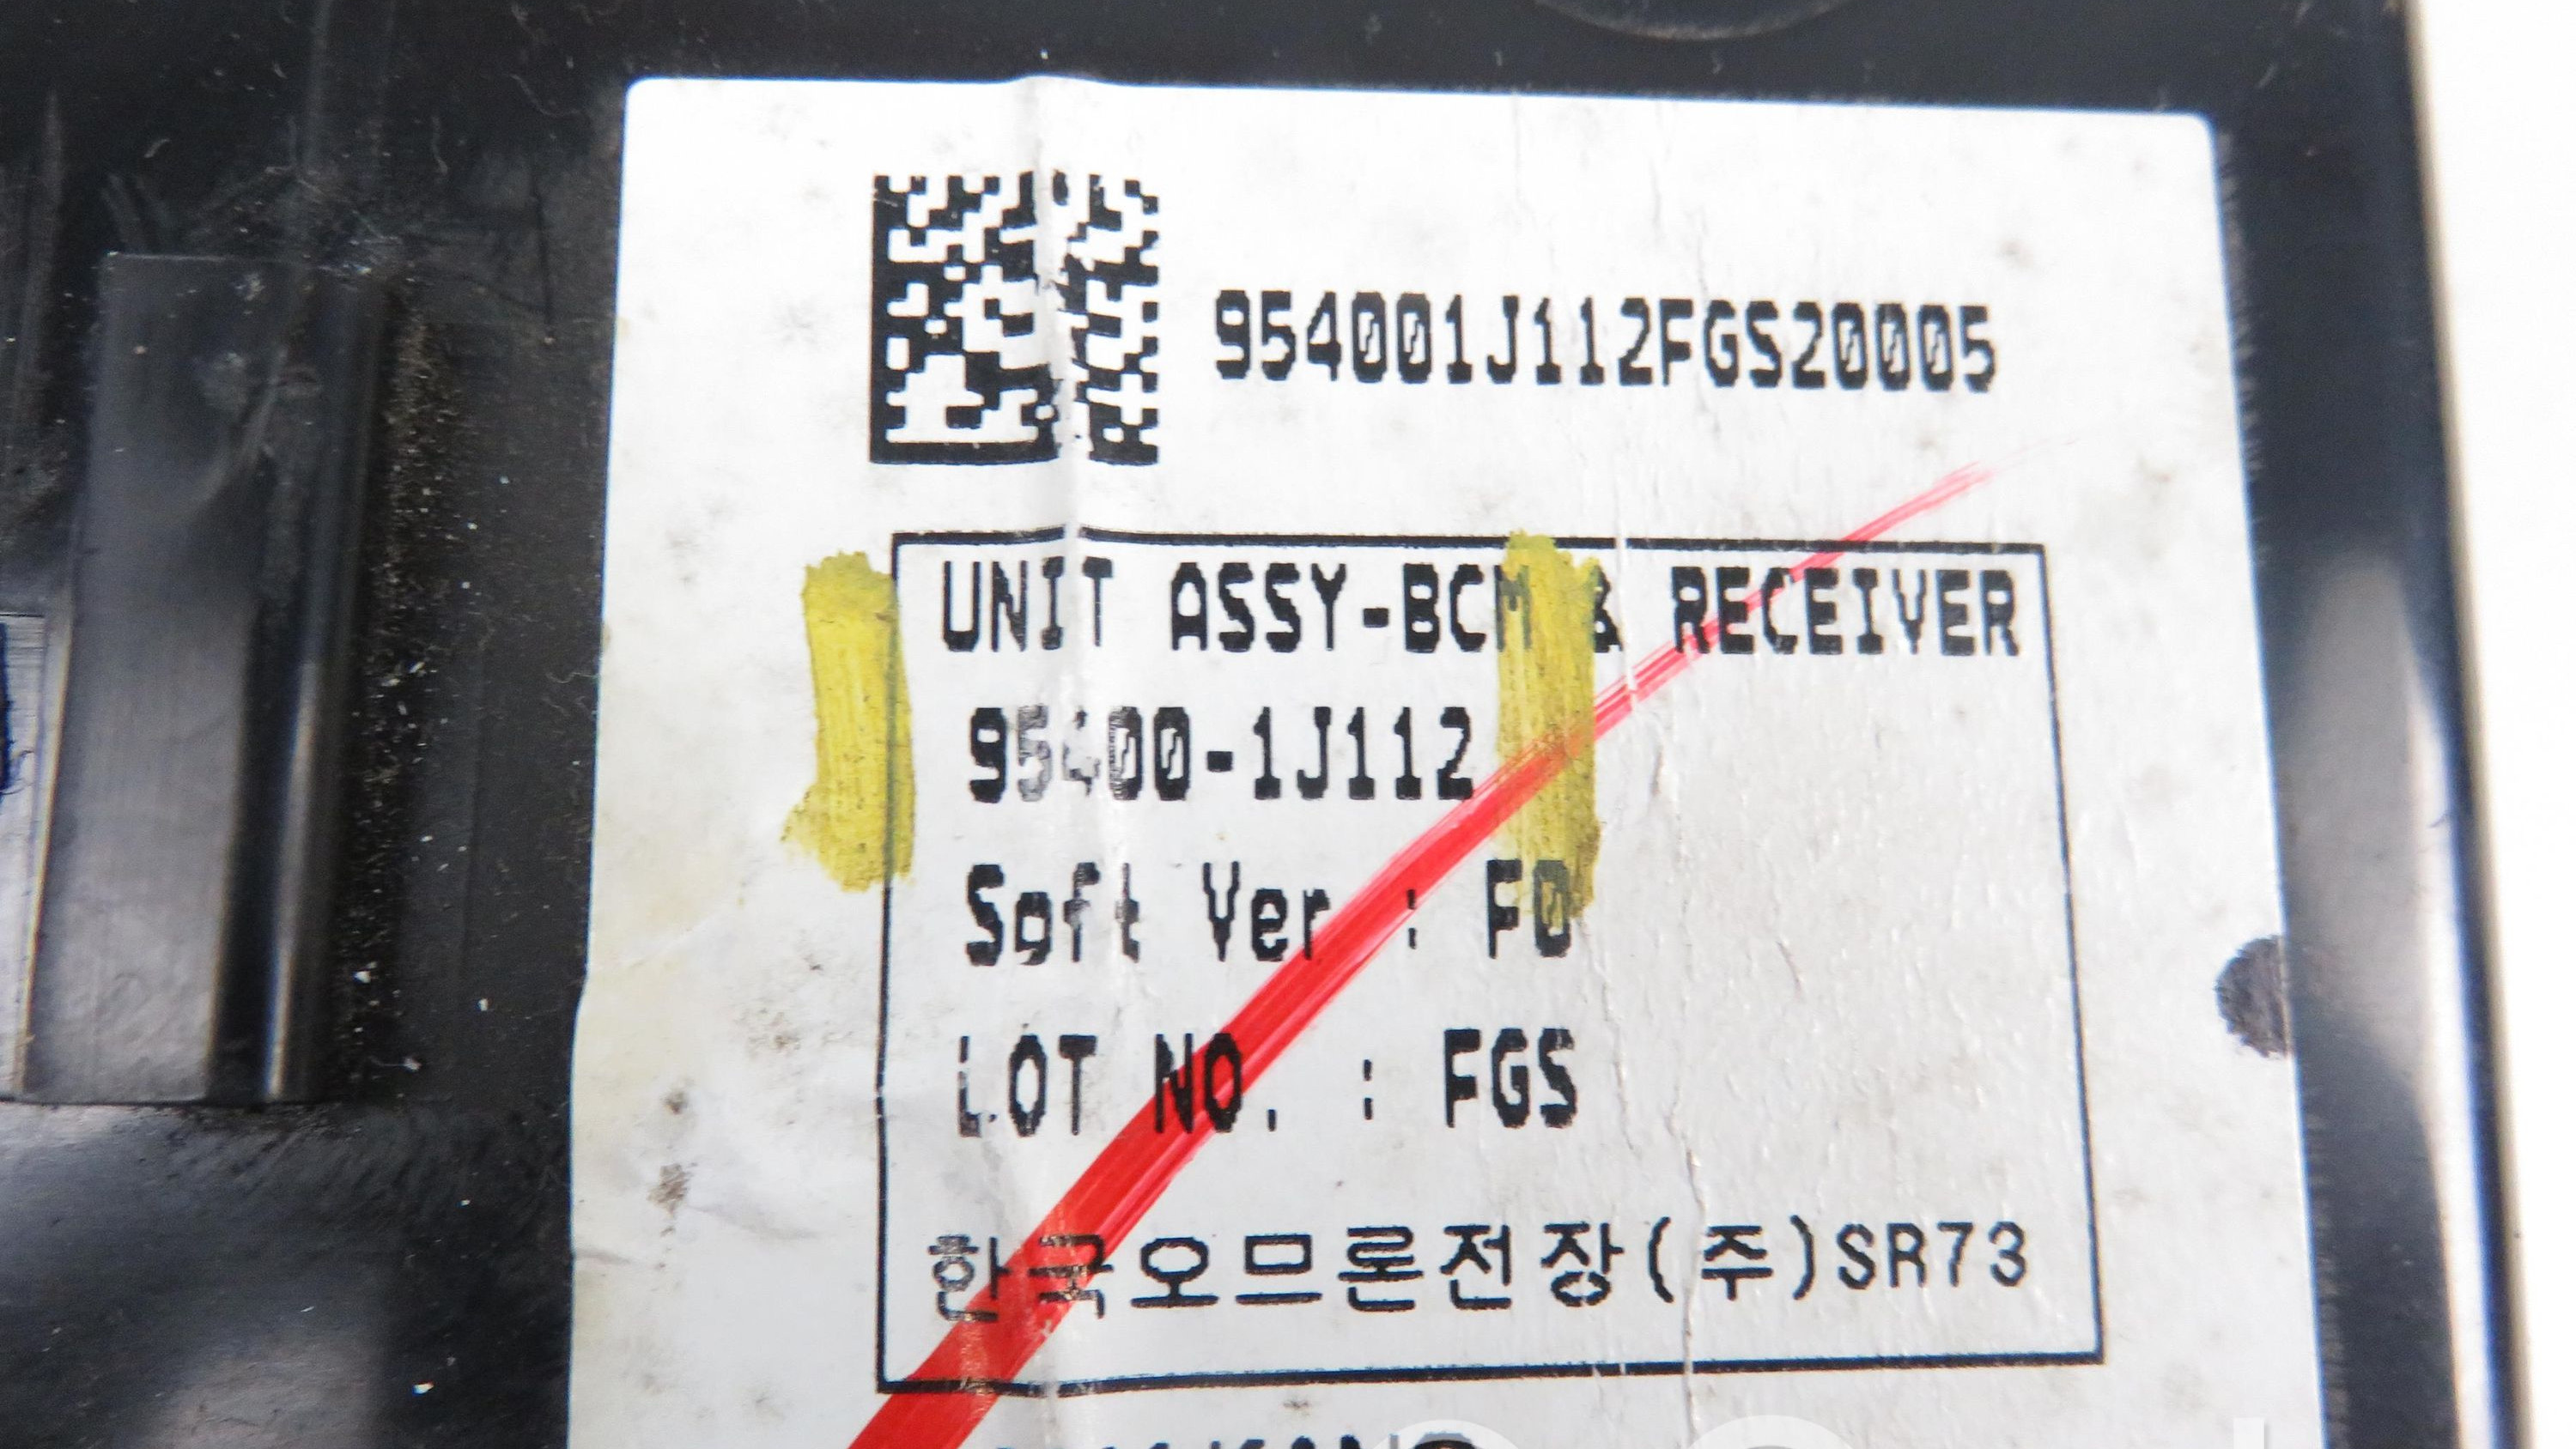 954001J112FGS20005
UNIT ASSY-BCM & RECEIVER
95400-1J112
Soft Ver : F0
LOT NO. : FGS
한국오므론전장(주)SR73